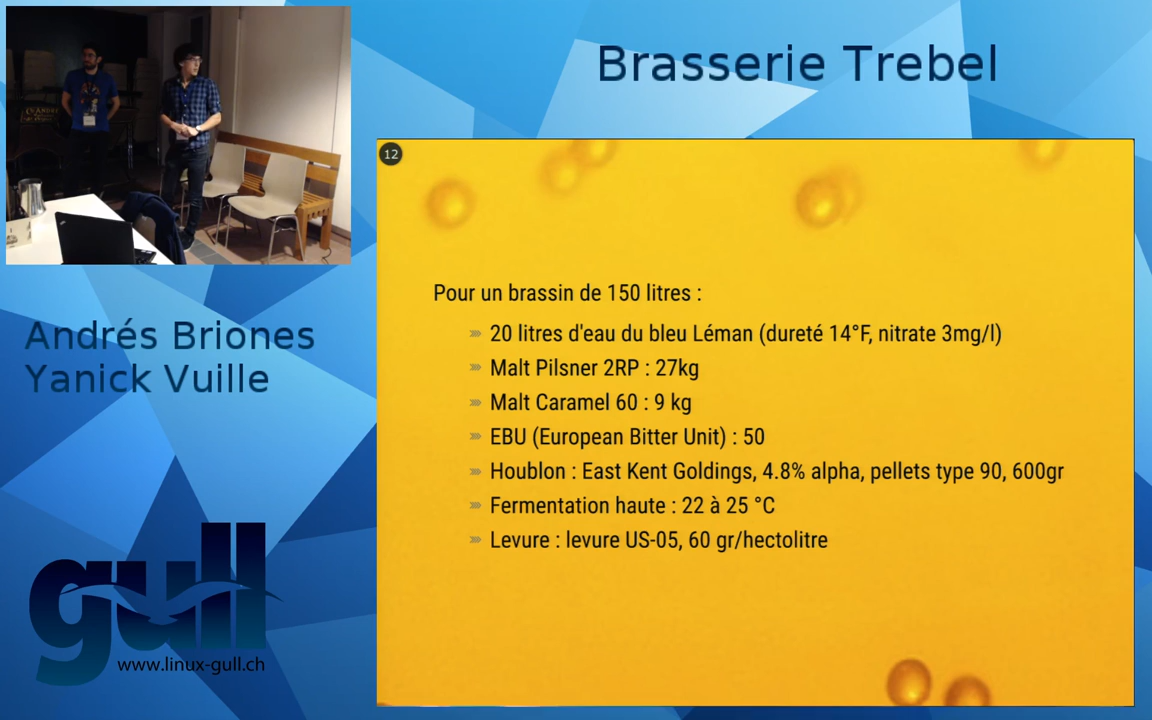 Brasserie Trebel
12
Pour un brassin de 150 litres :
20 litres d'eau du bleu Léman (dureté 14°F, nitrate 3mg/l)
Malt Pilsner 2RP : 27kg
Malt Caramel 60 : 9 kg
EBU (European Bitter Unit) : 50
Houblon : East Kent Goldings, 4.8% alpha, pellets type 90, 600gr
Fermentation haute : 22 à 25 °C
Levure : levure US-05, 60 gr/hectolitre
Andrés Briones
Yanick Vuille
gull
www.linux-gull.ch